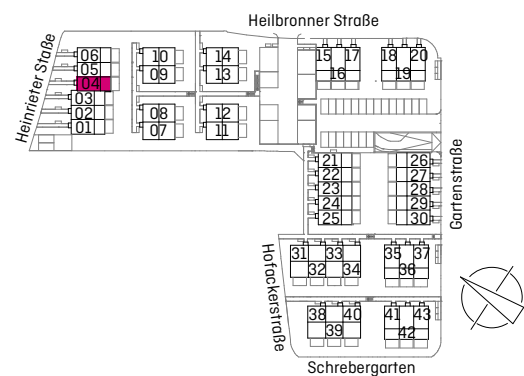 Heilbronner Straße
Heinrieter Staße
06 10 14 15 17 18 20
05 09 13 16 19
04
03
02 08 12
01 07 11
21 26
22 27
23 28
24 29
25 30
Gartenstraße
Hofackerstraße
31 33 35 37
32 34 36
38 40 41 43
39 42
Schrebergarten